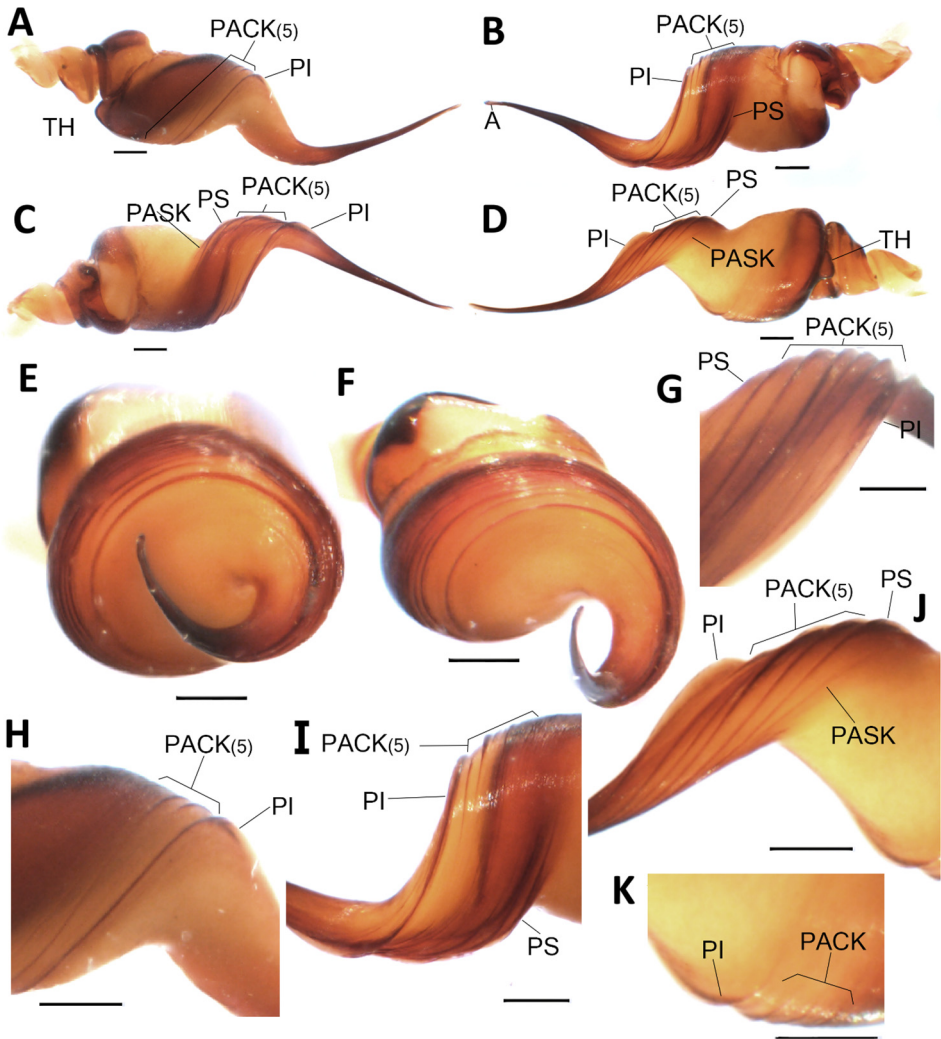 A
PACK(5)
PI
TH
B
PACK(5)
PI
PS
A
C
PACK(5)
PS
PASK
PI
D
PACK(5)
PS
PI
PASK
TH
E
F
G
PACK(5)
PS
PI
H
PACK(5)
PI
I
PACK(5)
PI
PS
J
PACK(5)
PS
PI
PASK
K
PI
PACK